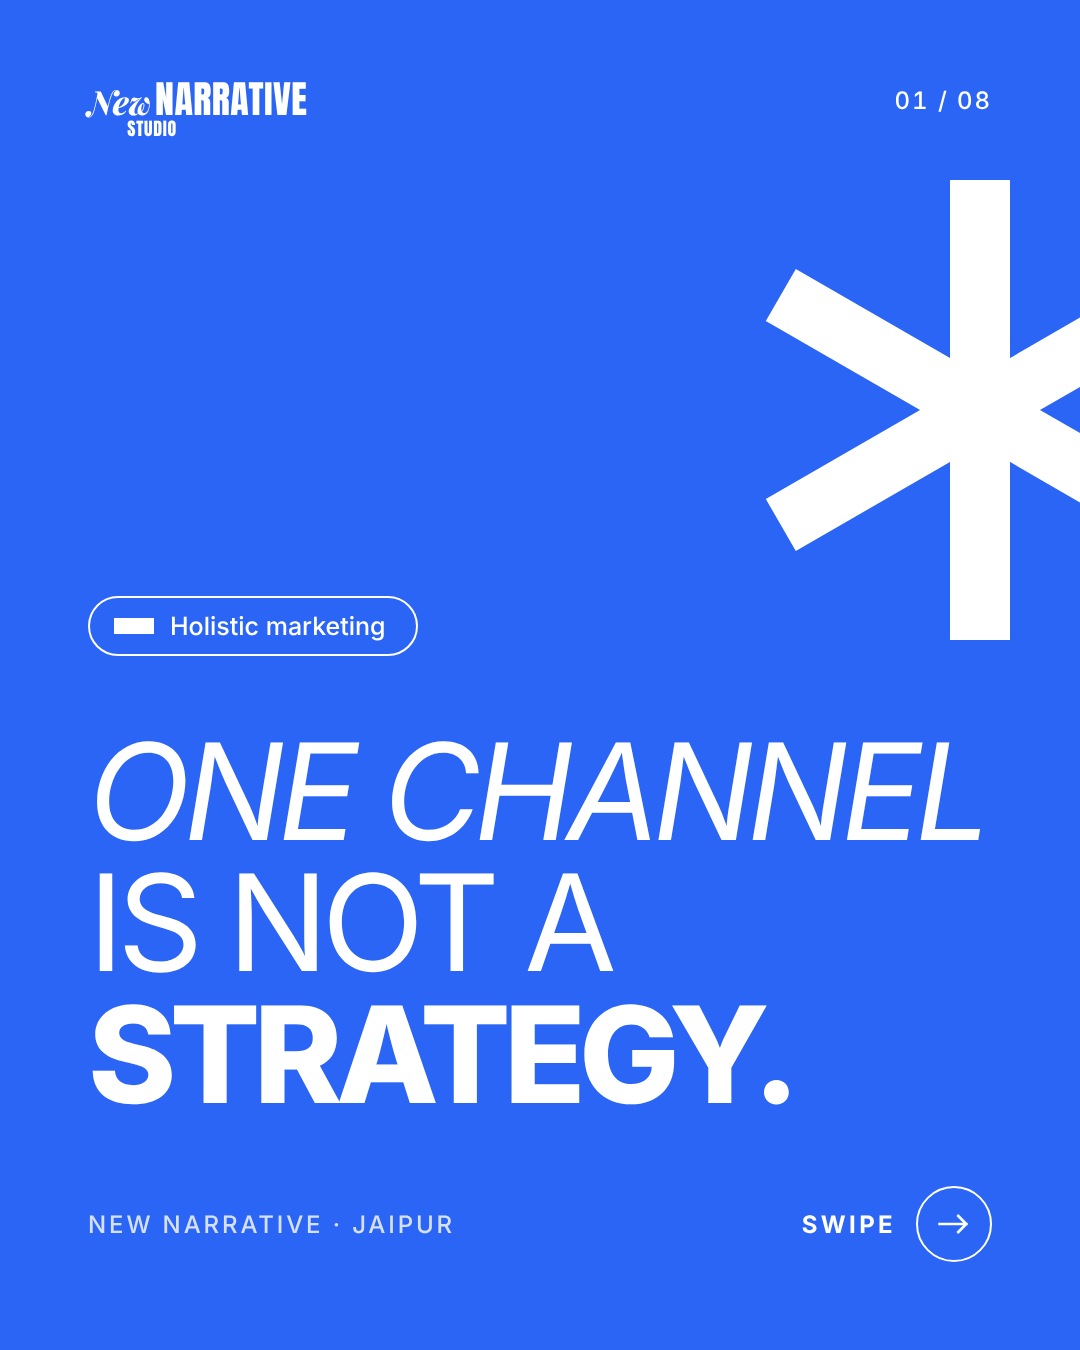 New NARRATIVE
STUDIO
01 / 08
Holistic marketing
ONE CHANNEL
IS NOT A
STRATEGY.
NEW NARRATIVE · JAIPUR
SWIPE →